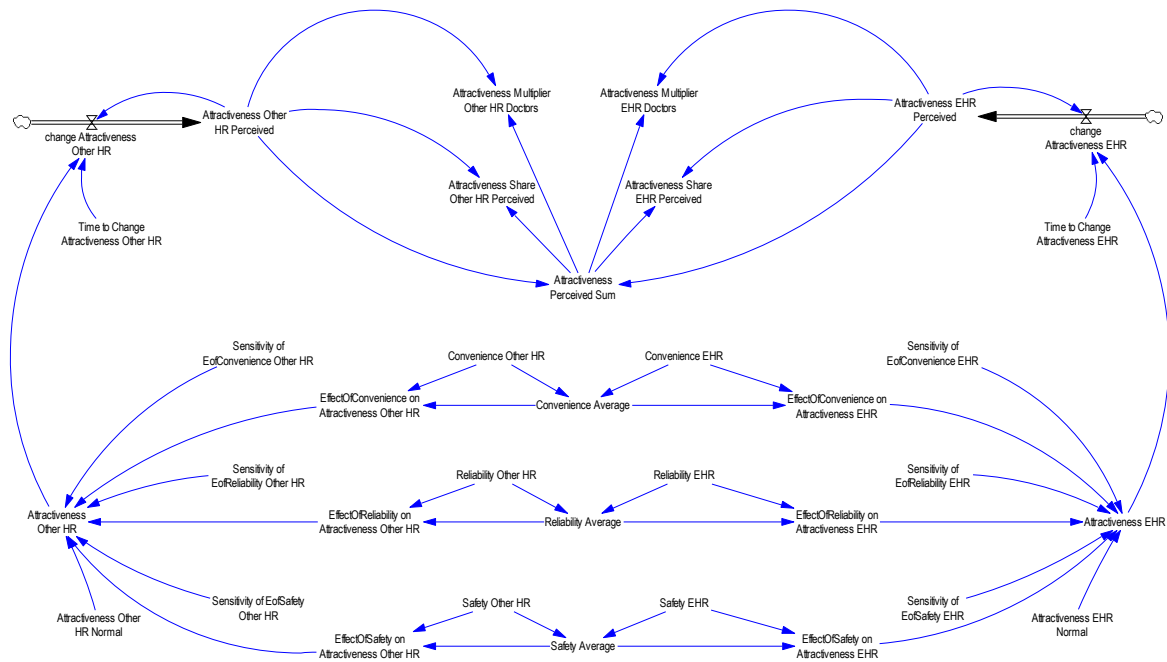 Attractiveness Multiplier
Other HR Doctors
Attractiveness Multiplier
EHR Doctors
Attractiveness Other
HR Perceived
Attractiveness EHR
Perceived
change Attractiveness
Other HR
change
Attractiveness EHR
Attractiveness Share
Other HR Perceived
Attractiveness Share
EHR Perceived
Time to Change
Attractiveness Other HR
Time to Change
Attractiveness EHR
Attractiveness
Perceived Sum
Sensitivity of
EofConvenience Other HR
Convenience Other HR
Convenience EHR
Sensitivity of
EofConvenience EHR
EffectOfConvenience on
Attractiveness Other HR
Convenience Average
EffectOfConvenience on
Attractiveness EHR
Sensitivity of
EofReliability Other HR
Reliability Other HR
Reliability EHR
Sensitivity of
EofReliability EHR
Attractiveness
Other HR
EffectOfReliability on
Attractiveness Other HR
Reliability Average
EffectOfReliability on
Attractiveness EHR
Attractiveness EHR
Sensitivity of EofSafety
Other HR
Safety Other HR
Safety EHR
Sensitivity of
EofSafety EHR
Attractiveness Other
HR Normal
Attractiveness EHR
Normal
EffectOfSafety on
Attractiveness Other HR
Safety Average
EffectOfSafety on
Attractiveness EHR